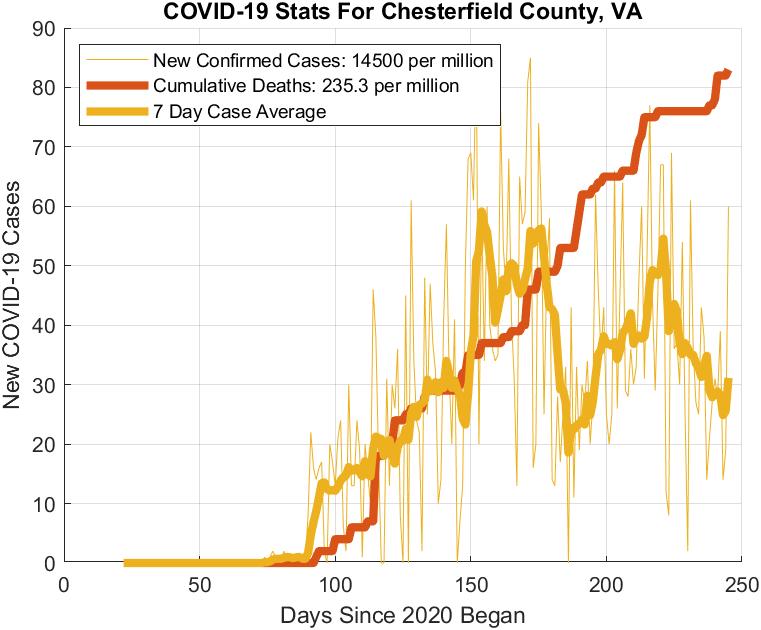 COVID-19 Stats For Chesterfield County, VA
90
80
70
60
50
40
30
20
10
0
New COVID-19 Cases
New Confirmed Cases: 14500 per million
Cumulative Deaths: 235.3 per million
7 Day Case Average
0 50 100 150 200 250
Days Since 2020 Began